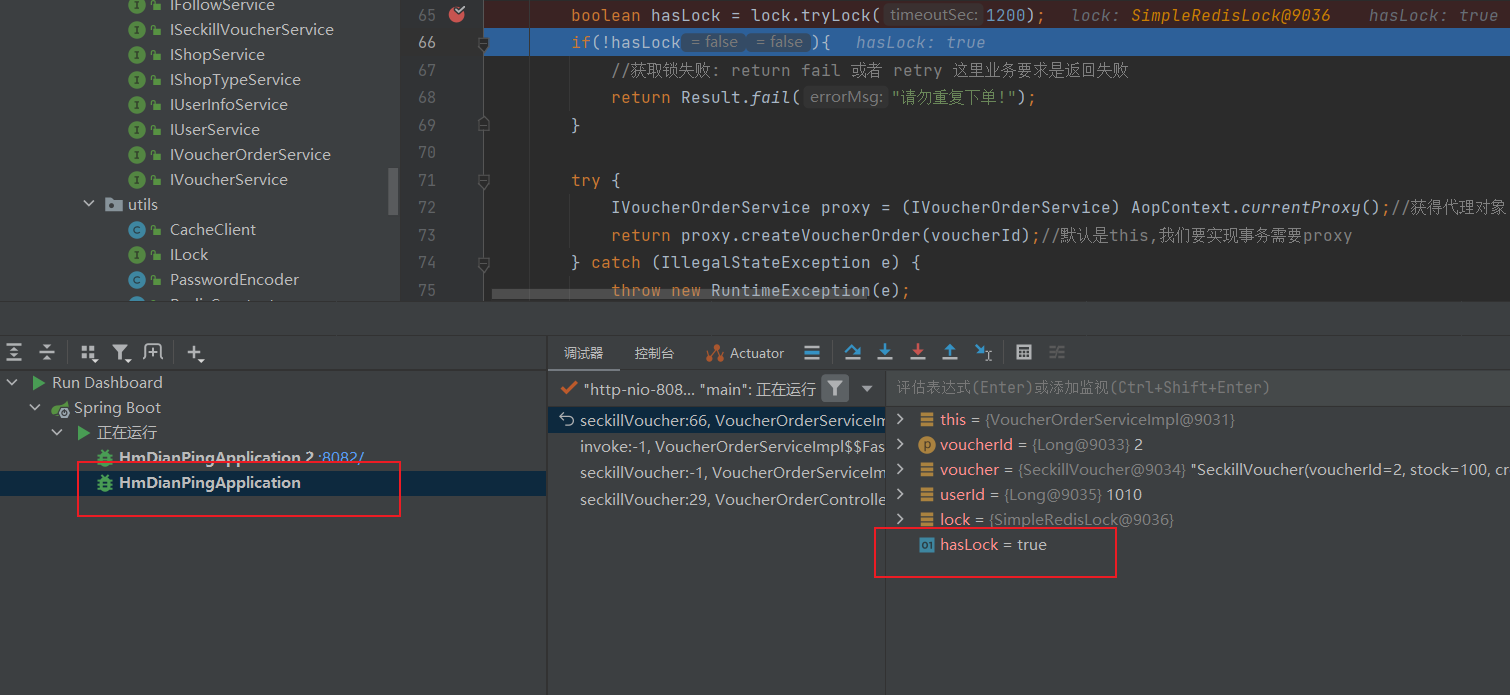 IFollowService
ISeckillVoucherService
IShopService
IShopTypeService
IUserInfoService
IUserService
IVoucherOrderService
IVoucherService
utils
CacheClient
ILock
PasswordEncoder
65 boolean hasLock = lock.tryLock( timeoutSec: 1200); lock: SimpleRedisLock@9036 hasLock: true
66 if(!hasLock = false = false ){ hasLock: true
67 //获取锁失败: return fail 或者 retry 这里业务要求是返回失败
68 return Result.fail( errorMsg: "请勿重复下单!");
69 }
70
71 try {
72 IVoucherOrderService proxy = (IVoucherOrderService) AopContext.currentProxy();//获得代理对象
73 return proxy.createVoucherOrder(voucherId);//默认是this,我们要实现事务需要proxy
74 } catch (IllegalStateException e) {
75 throw new RuntimeException(e);
Run Dashboard
Spring Boot
正在运行
HmDianPingApplication 2 :8082/
HmDianPingApplication
调试器 控制台 Actuator
"http-nio-808... "main": 正在运行
seckillVoucher:66, VoucherOrderServiceIm
invoke:-1, VoucherOrderServiceImpl$$Fas
seckillVoucher:-1, VoucherOrderServiceIm
seckillVoucher:29, VoucherOrderControlle
评估表达式(Enter)或添加监视(Ctrl+Shift+Enter)
this = {VoucherOrderServiceImpl@9031}
voucherId = {Long@9033} 2
voucher = {SeckillVoucher@9034} "SeckillVoucher(voucherId=2, stock=100, cre
userId = {Long@9035} 1010
lock = {SimpleRedisLock@9036}
hasLock = true